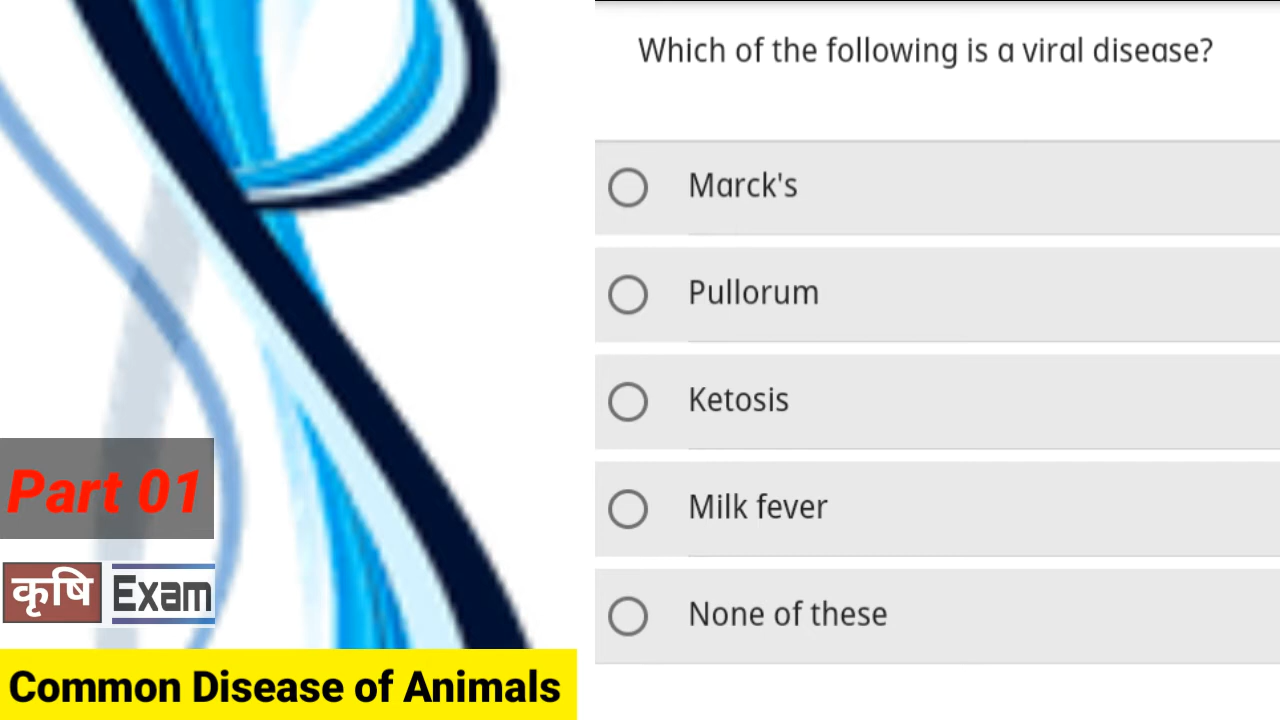 Which of the following is a viral disease?
Marck's
Pullorum
Ketosis
Milk fever
None of these
Part 01
कृषि Exam
Common Disease of Animals